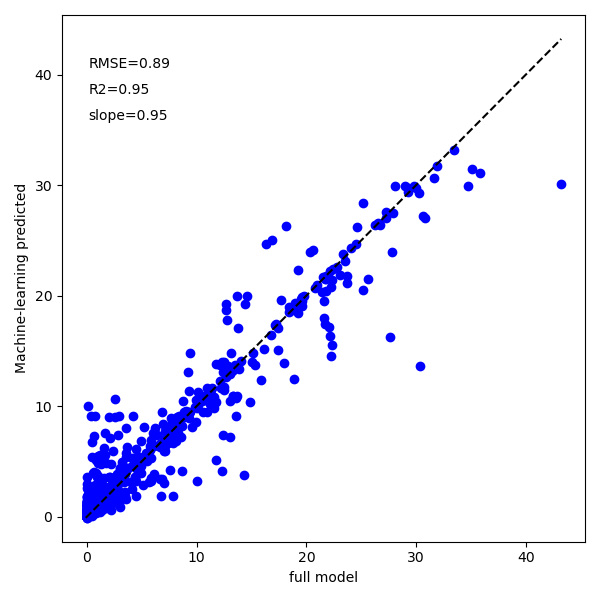 RMSE=0.89
R2=0.95
slope=0.95
Machine-learning predicted
40
30
20
10
0
0 10 20 30 40
full model